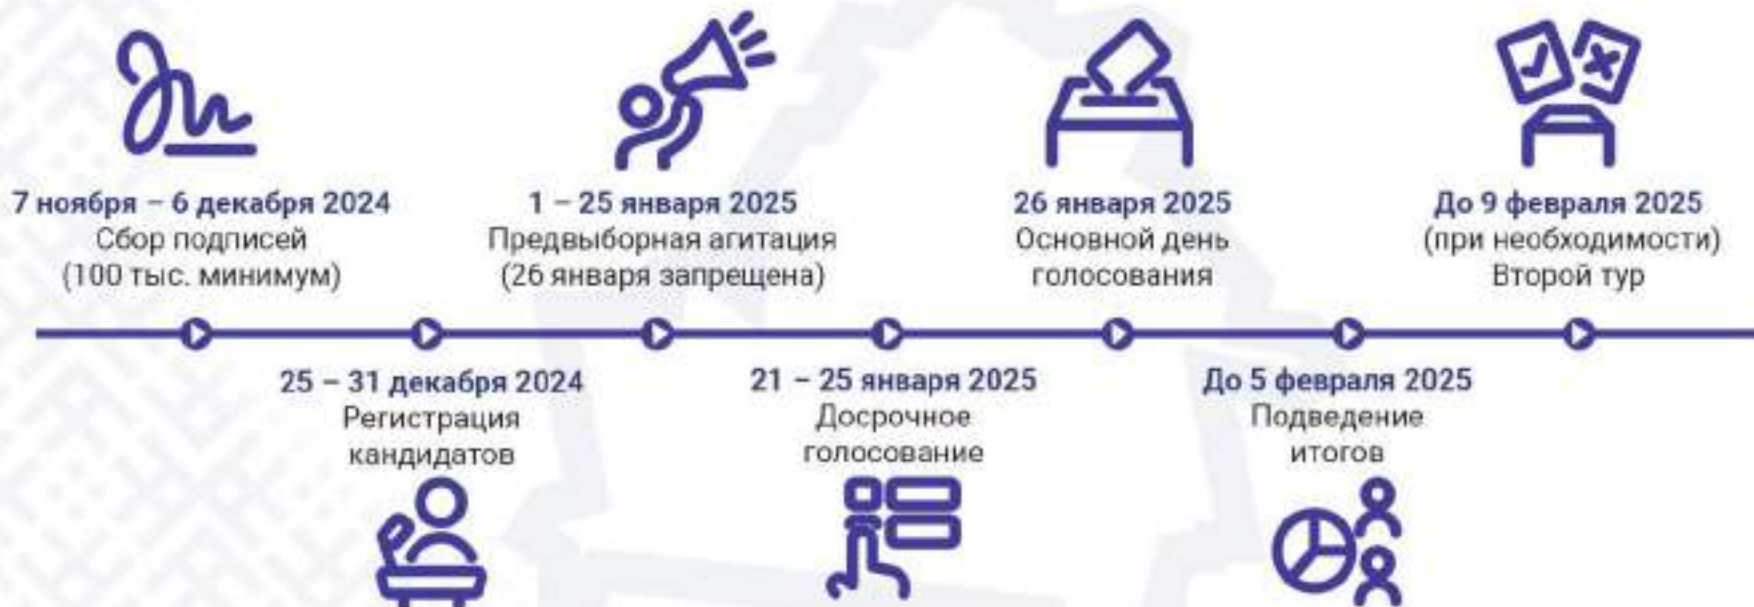 7 ноября – 6 декабря 2024
Сбор подписей
(100 тыс. минимум)
1 – 25 января 2025
Предвыборная агитация
(26 января запрещена)
26 января 2025
Основной день
голосования
До 9 февраля 2025
(при необходимости)
Второй тур
25 – 31 декабря 2024
Регистрация
кандидатов
21 – 25 января 2025
Досрочное
голосование
До 5 февраля 2025
Подведение
итогов